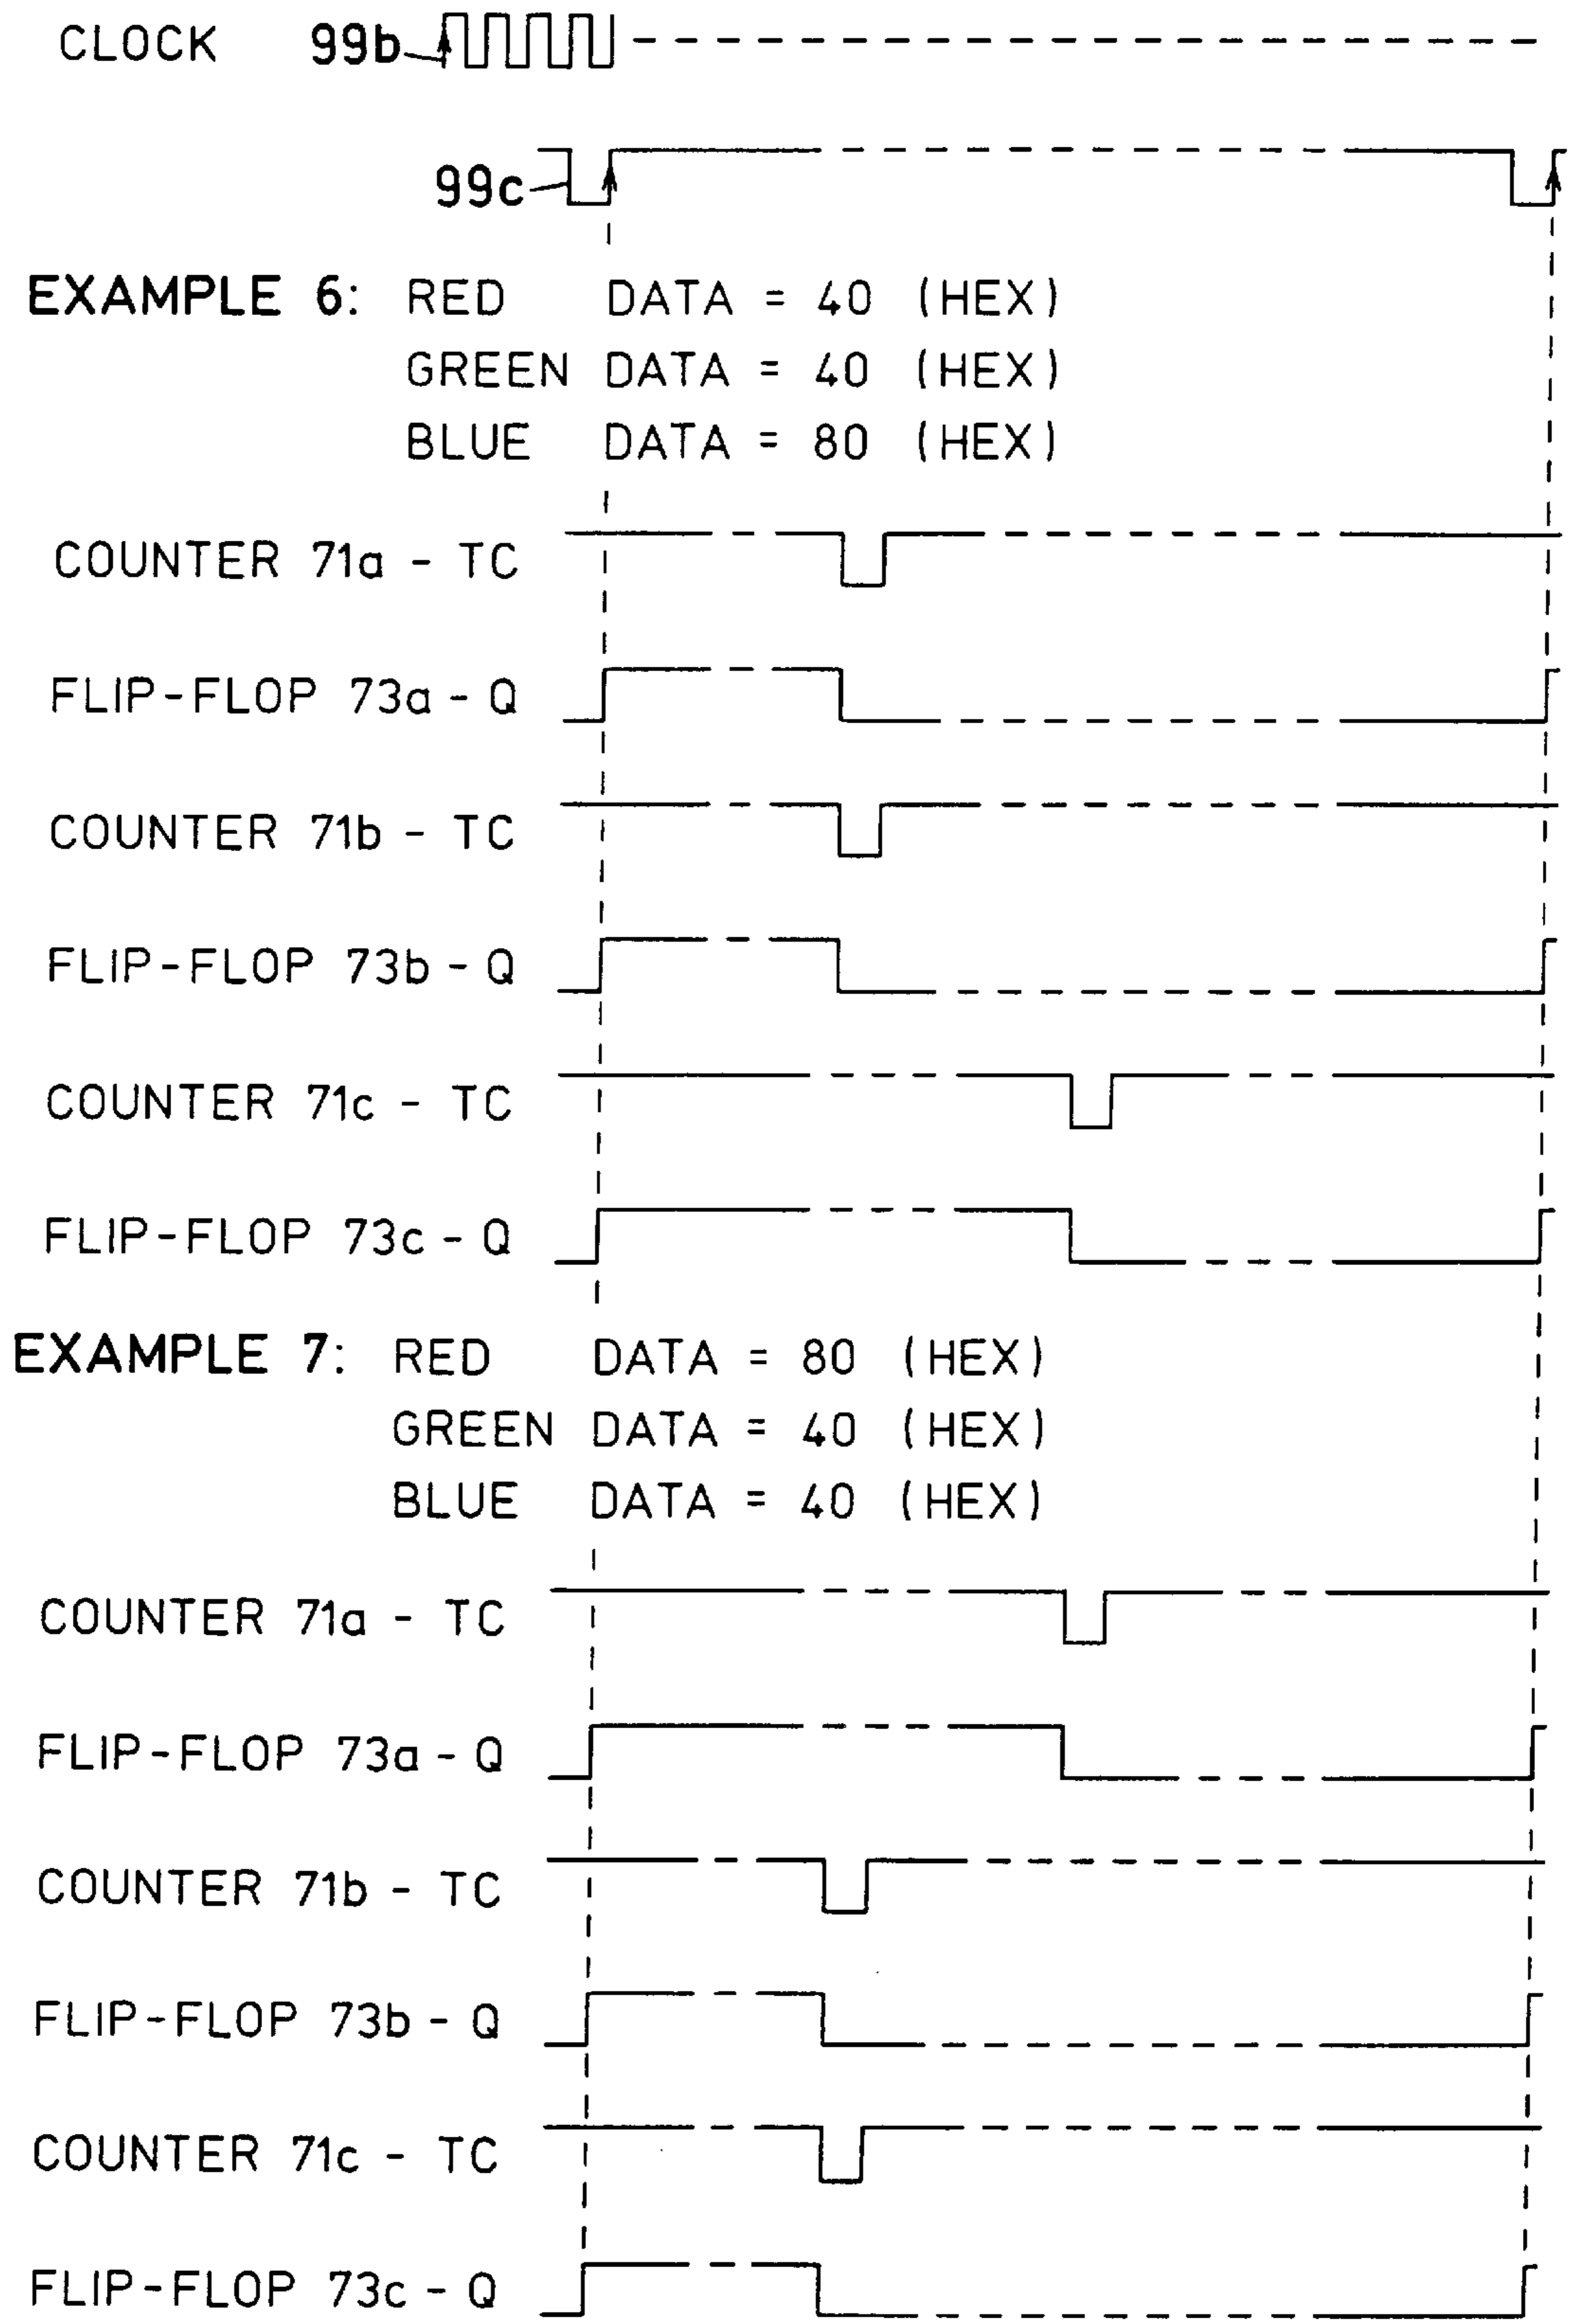 CLOCK 99b
99c
EXAMPLE 6: RED DATA = 40 (HEX)
GREEN DATA = 40 (HEX)
BLUE DATA = 80 (HEX)
COUNTER 71a - TC
FLIP-FLOP 73a - Q
COUNTER 71b - TC
FLIP-FLOP 73b - Q
COUNTER 71c - TC
FLIP-FLOP 73c - Q
EXAMPLE 7: RED DATA = 80 (HEX)
GREEN DATA = 40 (HEX)
BLUE DATA = 40 (HEX)
COUNTER 71a - TC
FLIP-FLOP 73a - Q
COUNTER 71b - TC
FLIP-FLOP 73b - Q
COUNTER 71c - TC
FLIP-FLOP 73c - Q